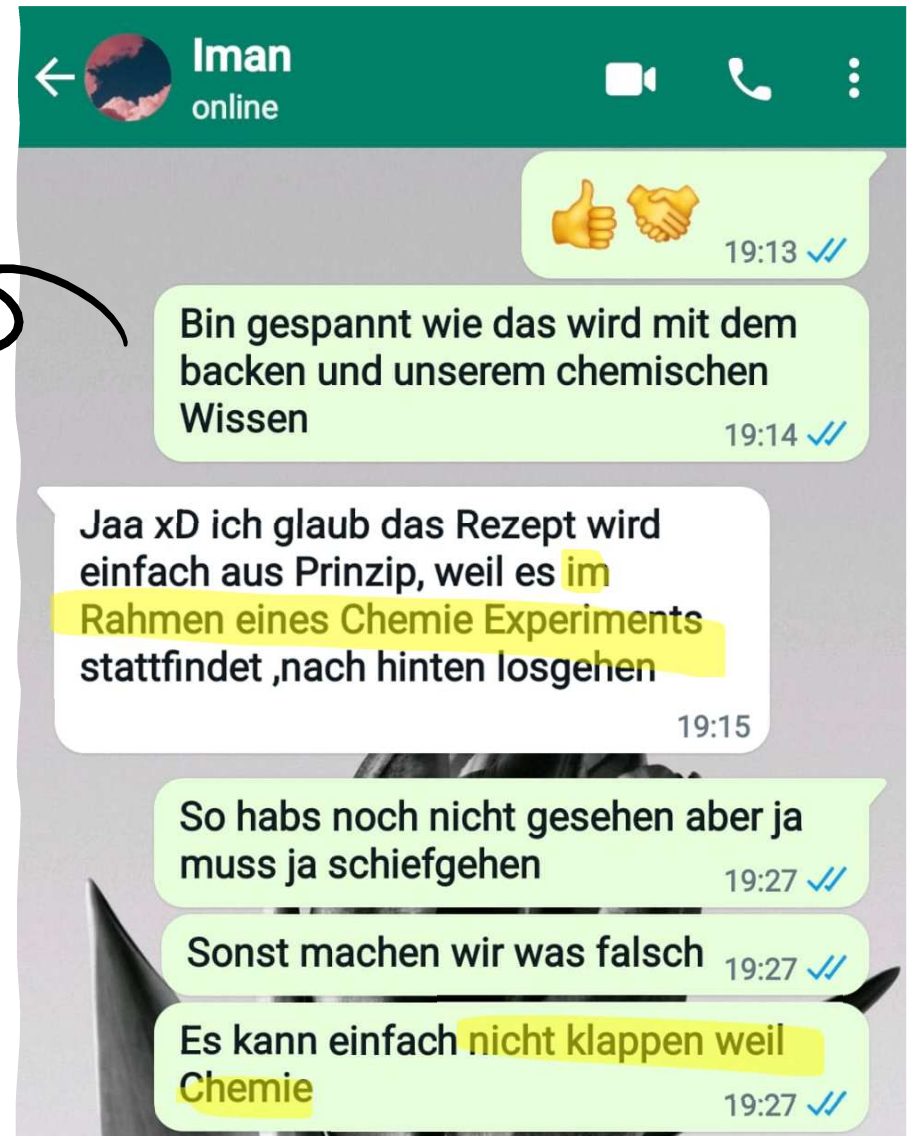 Iman
online
👍🤝
19:13
Bin gespannt wie das wird mit dem
backen und unserem chemischen
Wissen
19:14
Jaa xD ich glaub das Rezept wird
einfach aus Prinzip, weil es im
Rahmen eines Chemie Experiments
stattfindet ,nach hinten losgehen
19:15
So habs noch nicht gesehen aber ja
muss ja schiefgehen
19:27
Sonst machen wir was falsch 19:27
Es kann einfach nicht klappen weil
Chemie
19:27